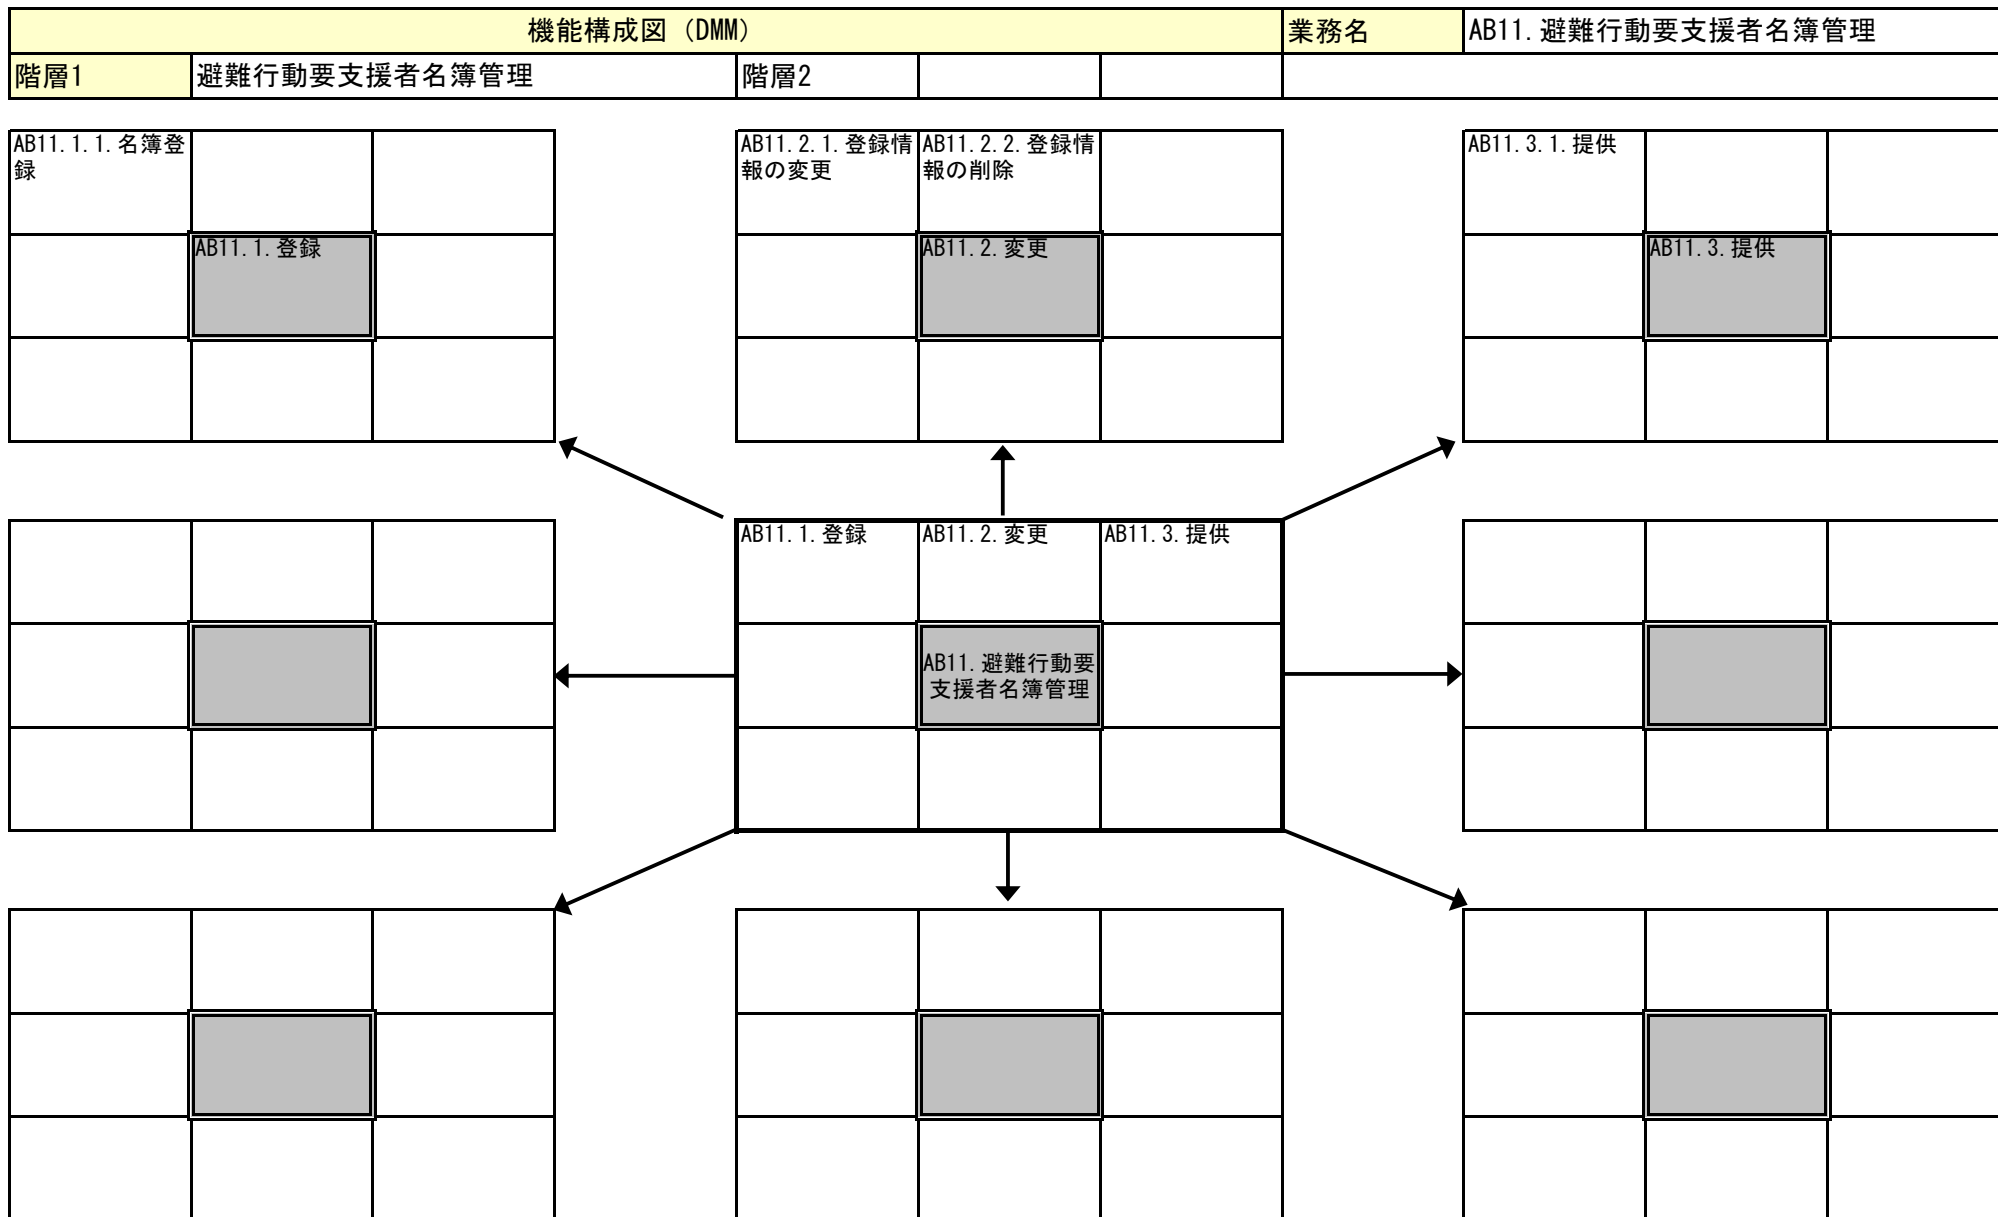 機能構成図（DMM）
業務名
AB11.避難行動要支援者名簿管理
階層1
避難行動要支援者名簿管理
階層2
AB11.1.1.名簿登
録
AB11.2.1.登録情
報の変更
AB11.2.2.登録情
報の削除
AB11.3.1.提供
AB11.1.登録
AB11.2.変更
AB11.3.提供
AB11.1.登録
AB11.2.変更
AB11.3.提供
AB11.避難行動要
支援者名簿管理